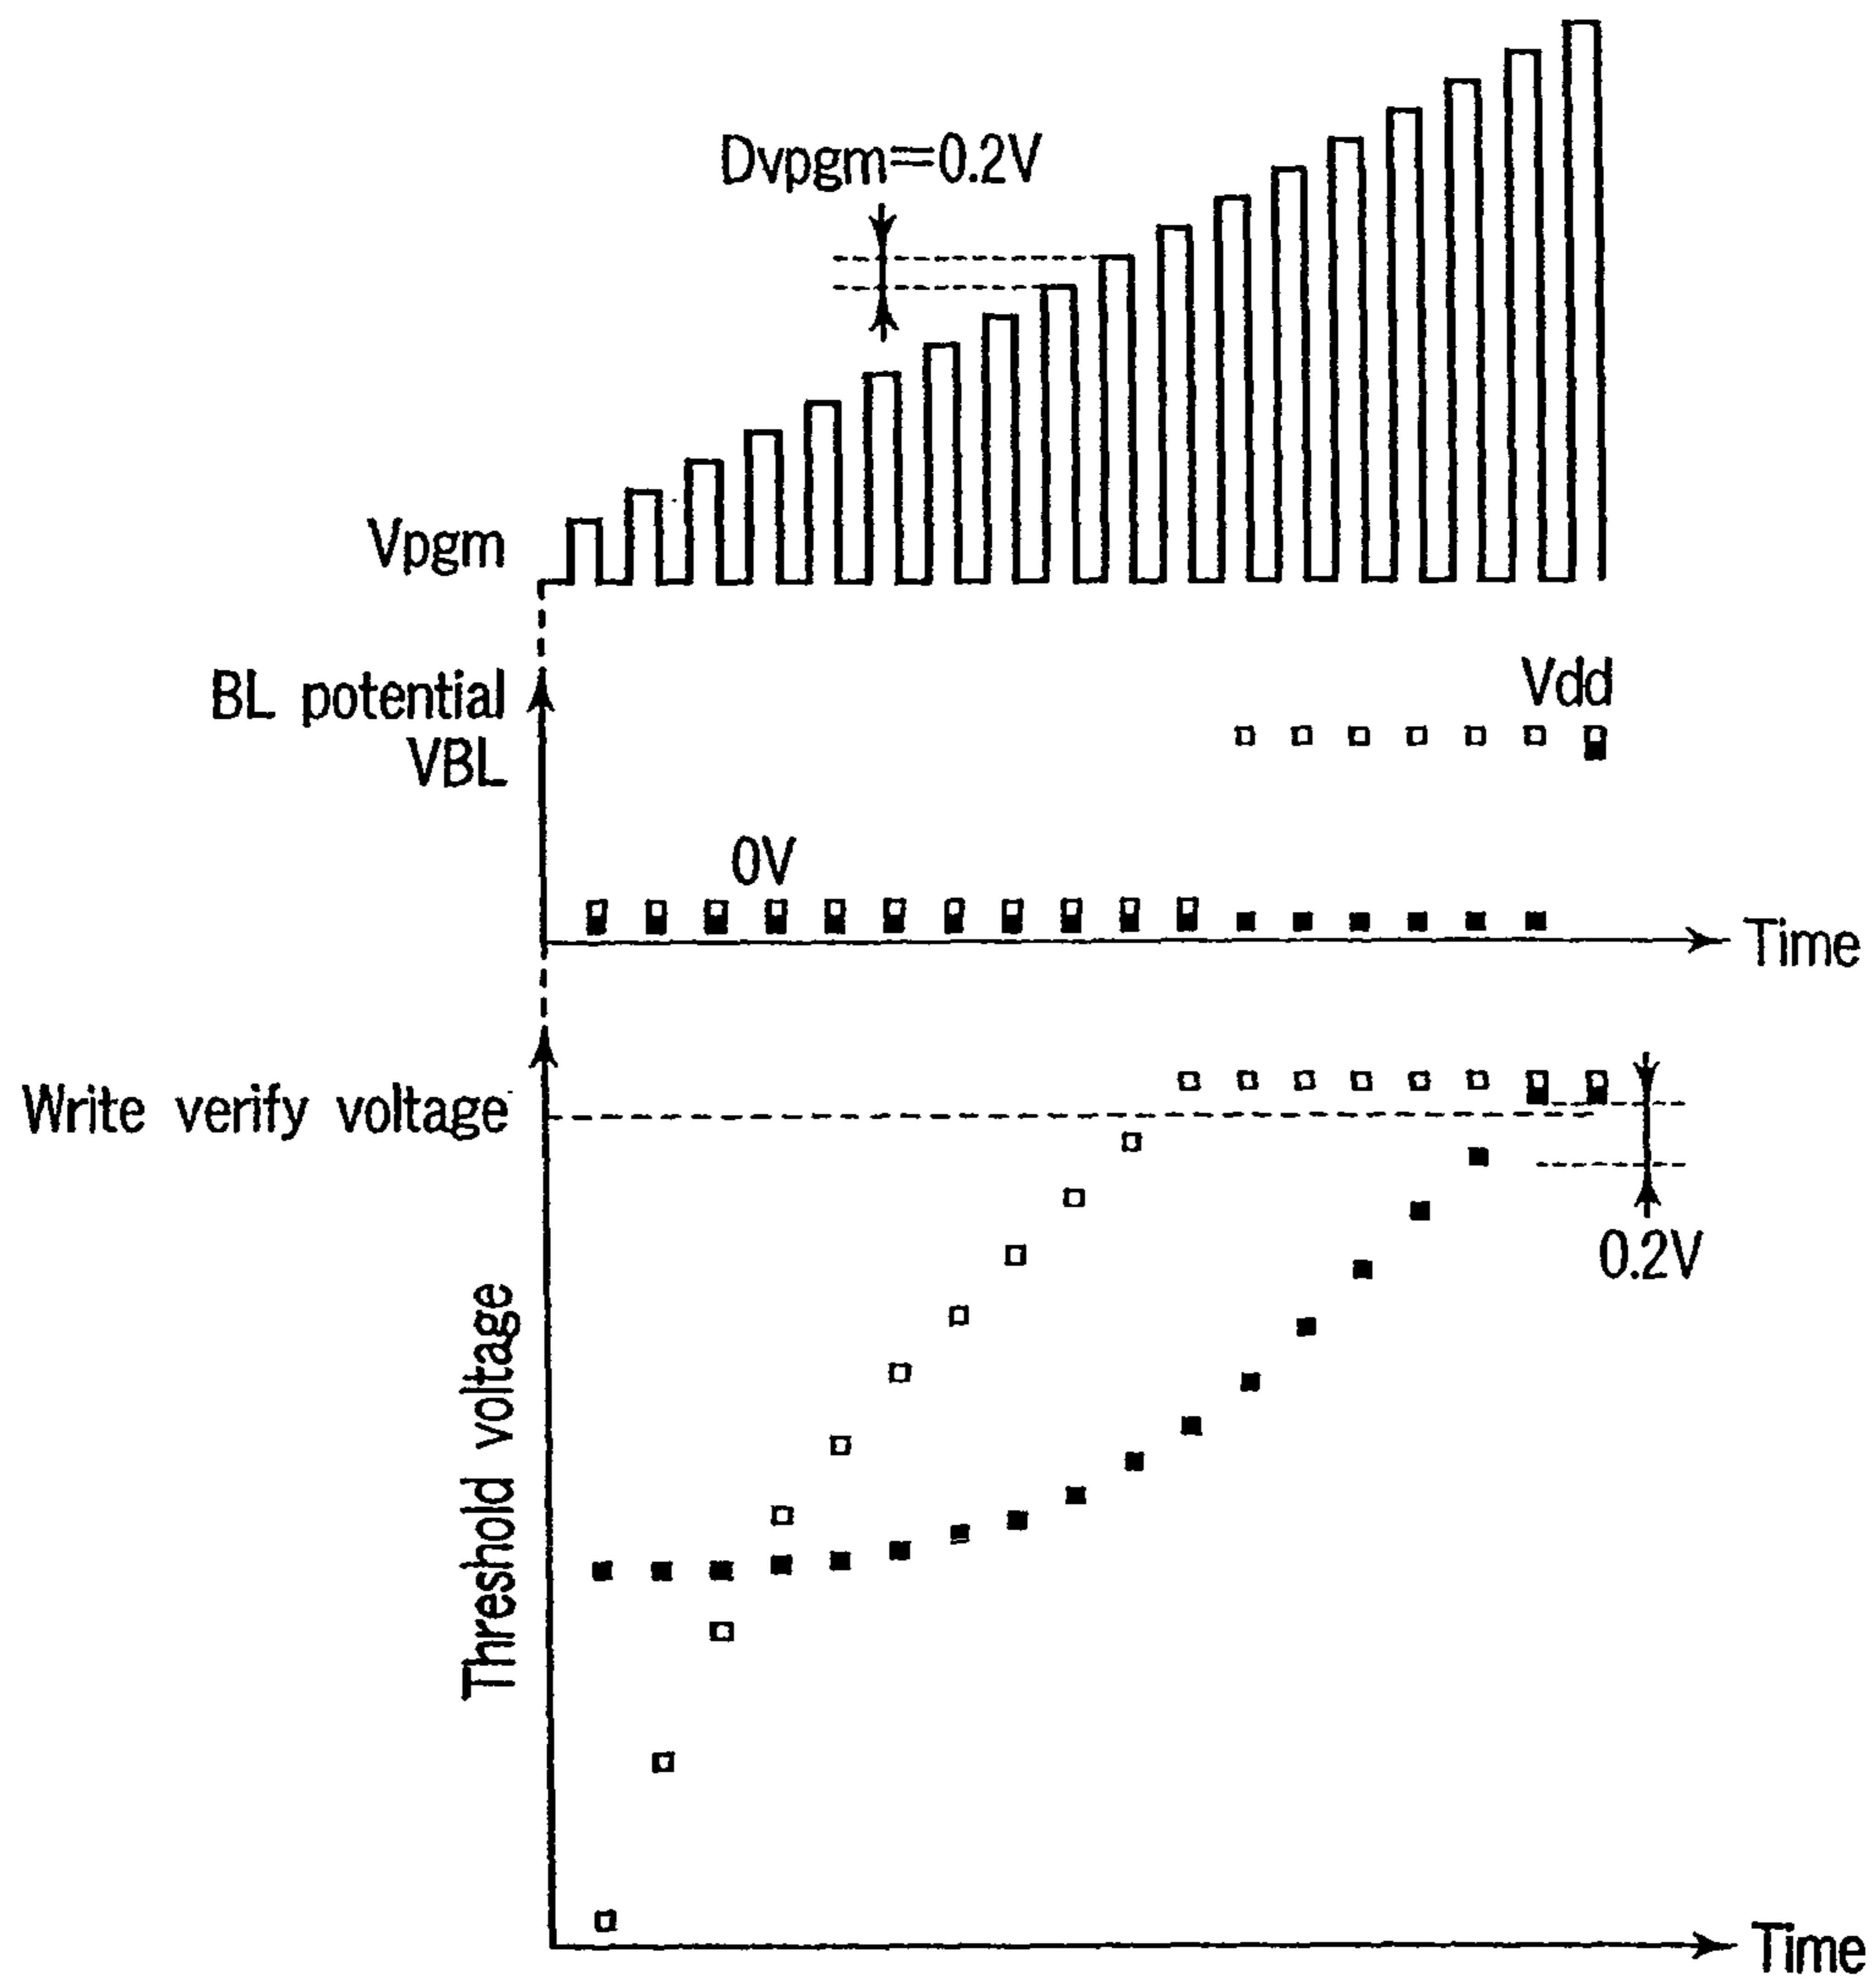 Dvpgm=0.2V
Vpgm
BL potential
VBL
Vdd
0V
Time
Write verify voltage
0.2V
Threshold voltage
Time